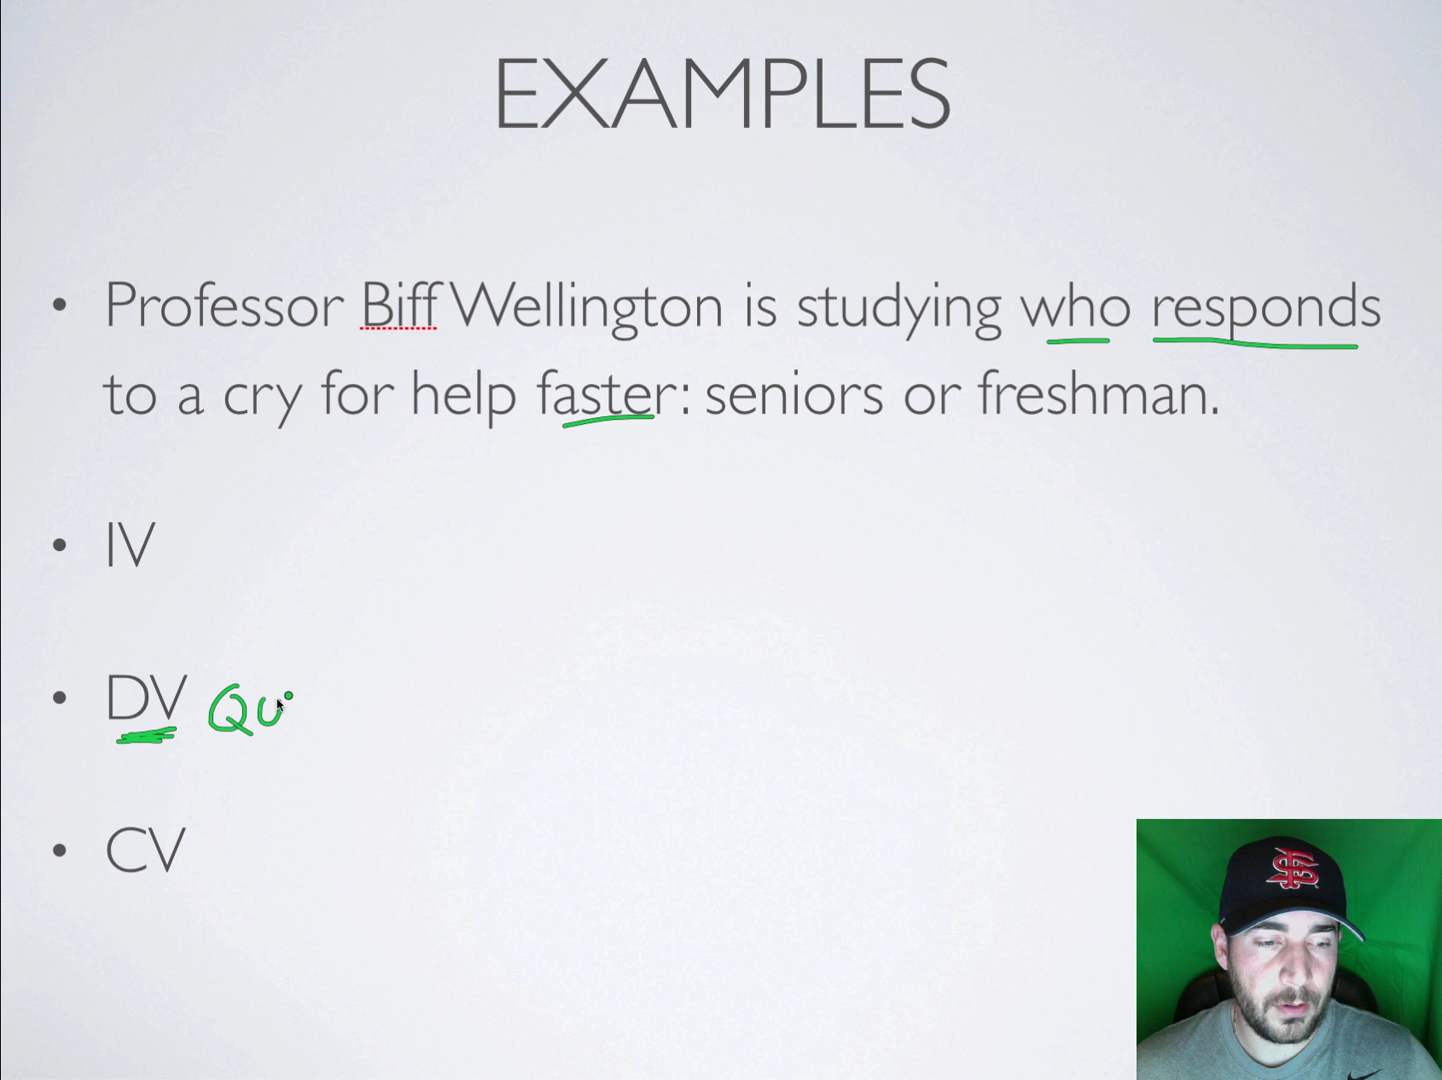 EXAMPLES
• Professor Biff Wellington is studying who responds
to a cry for help faster: seniors or freshman.
• IV
• DV QU
• CV
FS